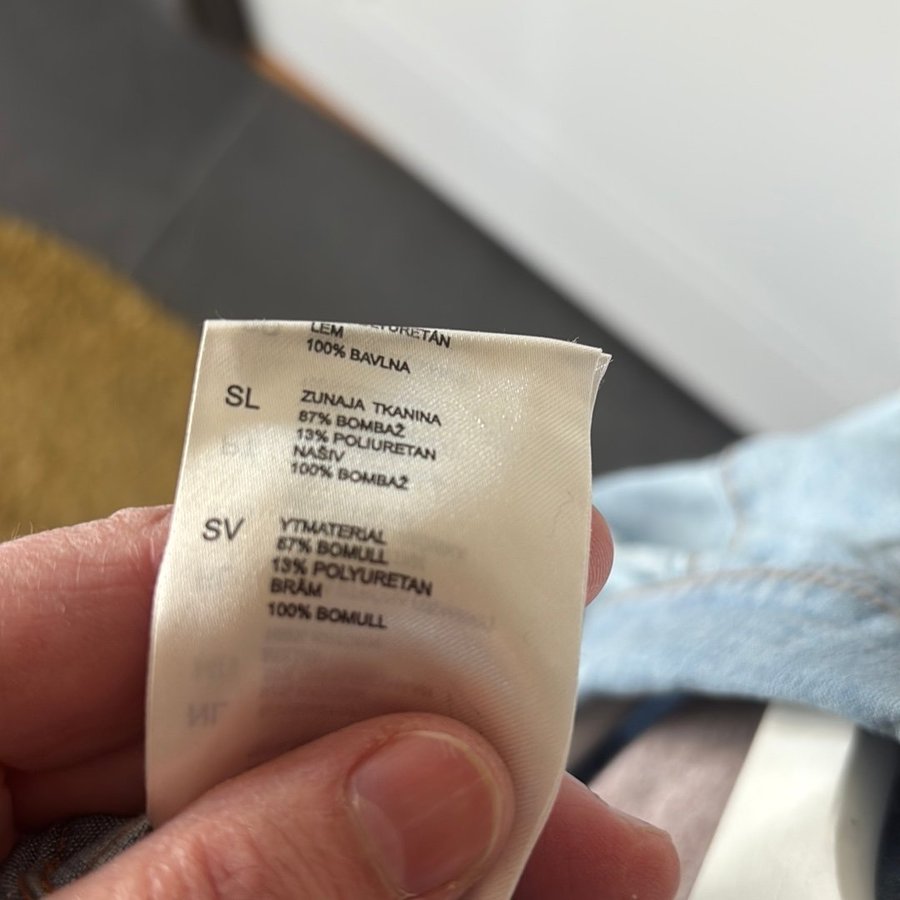 LEM
100% BAVLNA
SL
ZUNAJA TKANINA
87% BOMBAŽ
13% POLIURETAN
NAŠIV
100% BOMBAŽ
SV
YTMATERIAL
87% BOMULL
13% POLYURETAN
BRÄM
100% BOMULL